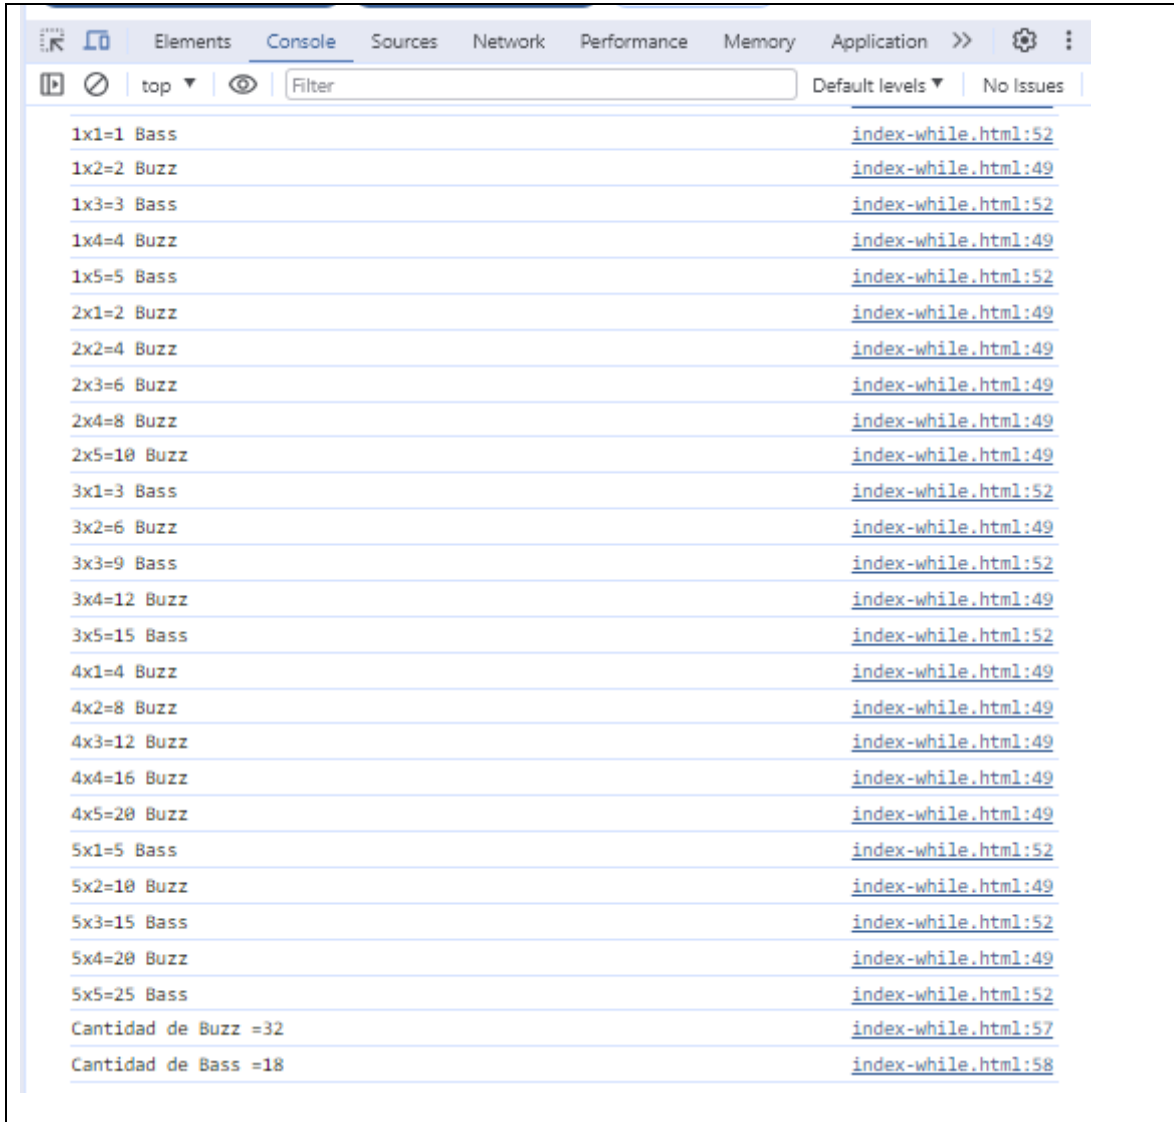 Elements Console Sources Network Performance Memory Application
top Filter Default levels No Issues
1x1=1 Bass index-while.html:52
1x2=2 Buzz index-while.html:49
1x3=3 Bass index-while.html:52
1x4=4 Buzz index-while.html:49
1x5=5 Bass index-while.html:52
2x1=2 Buzz index-while.html:49
2x2=4 Buzz index-while.html:49
2x3=6 Buzz index-while.html:49
2x4=8 Buzz index-while.html:49
2x5=10 Buzz index-while.html:49
3x1=3 Bass index-while.html:52
3x2=6 Buzz index-while.html:49
3x3=9 Bass index-while.html:52
3x4=12 Buzz index-while.html:49
3x5=15 Bass index-while.html:52
4x1=4 Buzz index-while.html:49
4x2=8 Buzz index-while.html:49
4x3=12 Buzz index-while.html:49
4x4=16 Buzz index-while.html:49
4x5=20 Buzz index-while.html:49
5x1=5 Bass index-while.html:52
5x2=10 Buzz index-while.html:49
5x3=15 Bass index-while.html:52
5x4=20 Buzz index-while.html:49
5x5=25 Bass index-while.html:52
Cantidad de Buzz =32 index-while.html:57
Cantidad de Bass =18 index-while.html:58